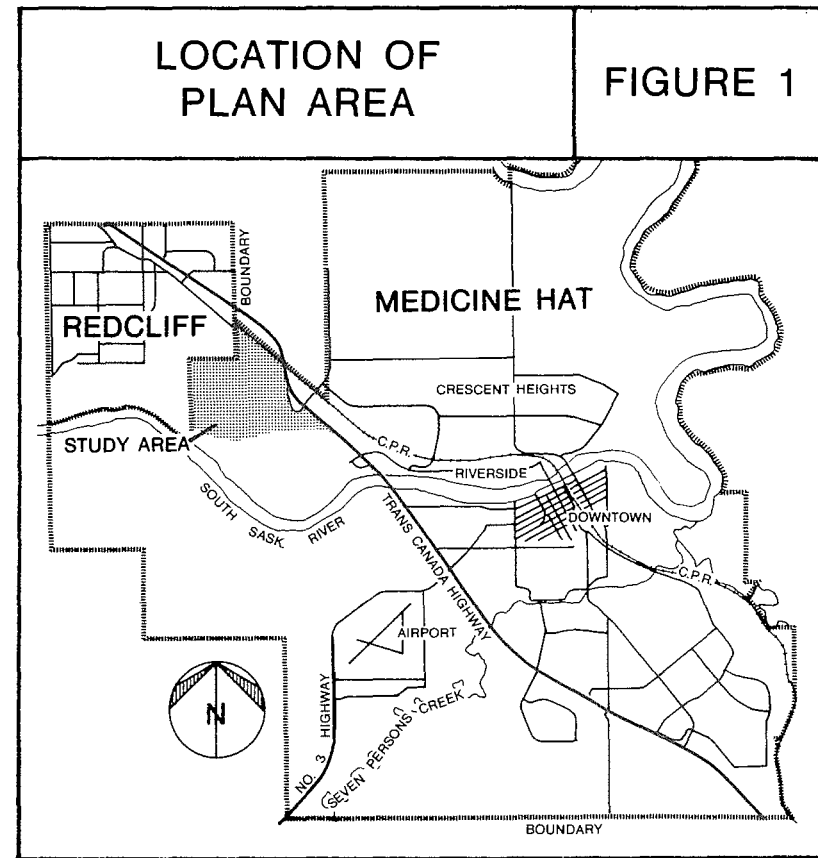 LOCATION OF
PLAN AREA
FIGURE 1
BOUNDARY
REDCLIFF
MEDICINE HAT
CRESCENT HEIGHTS
STUDY AREA
C.P.R.
RIVERSIDE
SOUTH SASK. RIVER
TRANS CANADA HIGHWAY
DOWNTOWN
C.P.R.
AIRPORT
N
NO. 3 HIGHWAY
SEVEN PERSONS CREEK
BOUNDARY